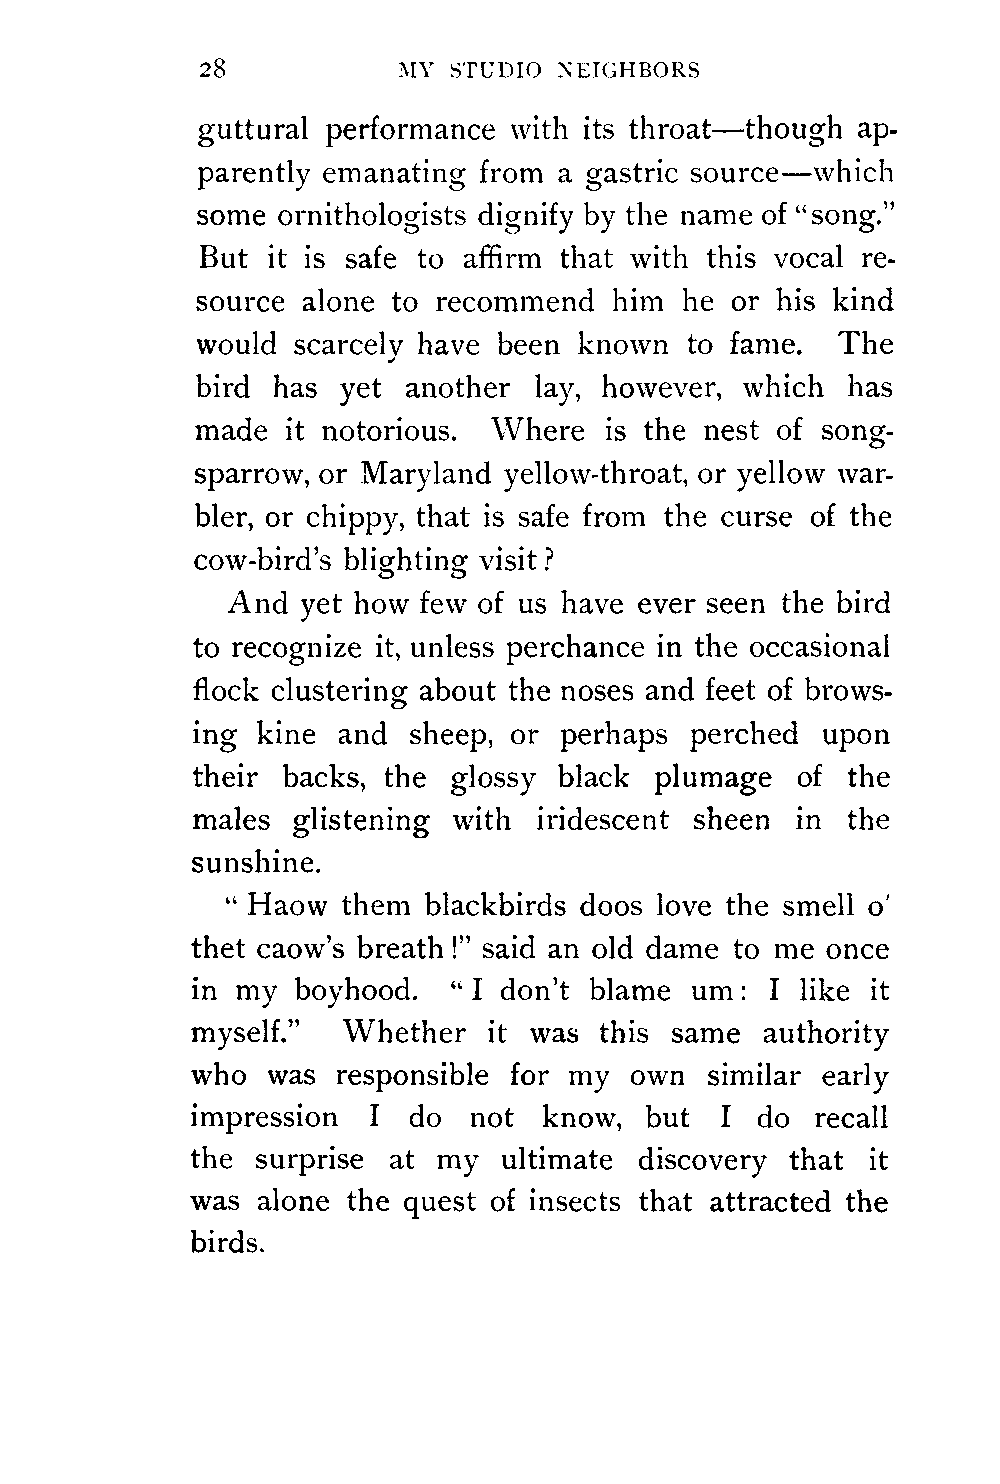 28 MY STUDIO NEIGHBORS
guttural performance with its throat—though ap-
parently emanating from a gastric source—which
some ornithologists dignify by the name of "song."
But it is safe to affirm that with this vocal re-
source alone to recommend him he or his kind
would scarcely have been known to fame. The
bird has yet another lay, however, which has
made it notorious. Where is the nest of song-
sparrow, or Maryland yellow-throat, or yellow war-
bler, or chippy, that is safe from the curse of the
cow-bird's blighting visit?
And yet how few of us have ever seen the bird
to recognize it, unless perchance in the occasional
flock clustering about the noses and feet of brows-
ing kine and sheep, or perhaps perched upon
their backs, the glossy black plumage of the
males glistening with iridescent sheen in the
sunshine.
"Haow them blackbirds doos love the smell o'
thet caow's breath!" said an old dame to me once
in my boyhood. "I don't blame um: I like it
myself." Whether it was this same authority
who was responsible for my own similar early
impression I do not know, but I do recall
the surprise at my ultimate discovery that it
was alone the quest of insects that attracted the
birds.